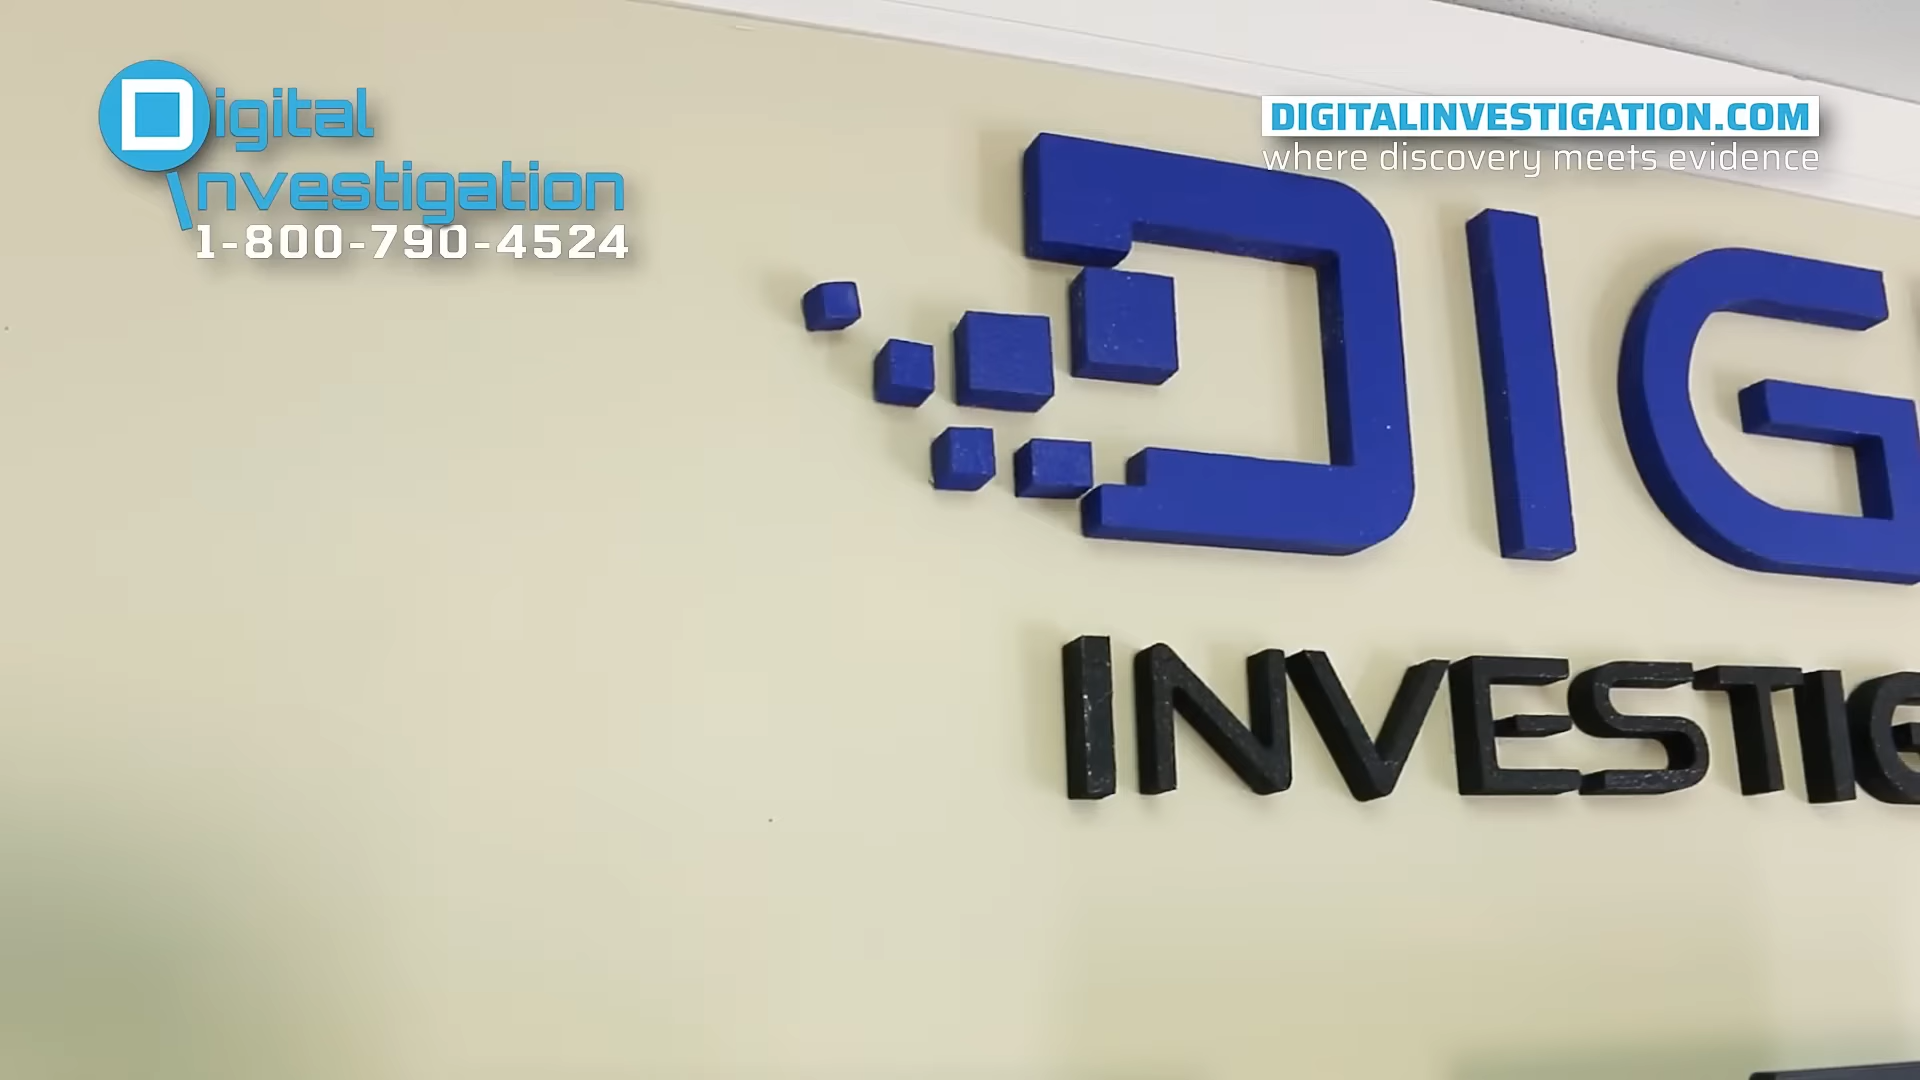 Digital
Investigation
1-800-790-4524
DIGITALINVESTIGATION.COM
where discovery meets evidence
DIG
INVESTIG